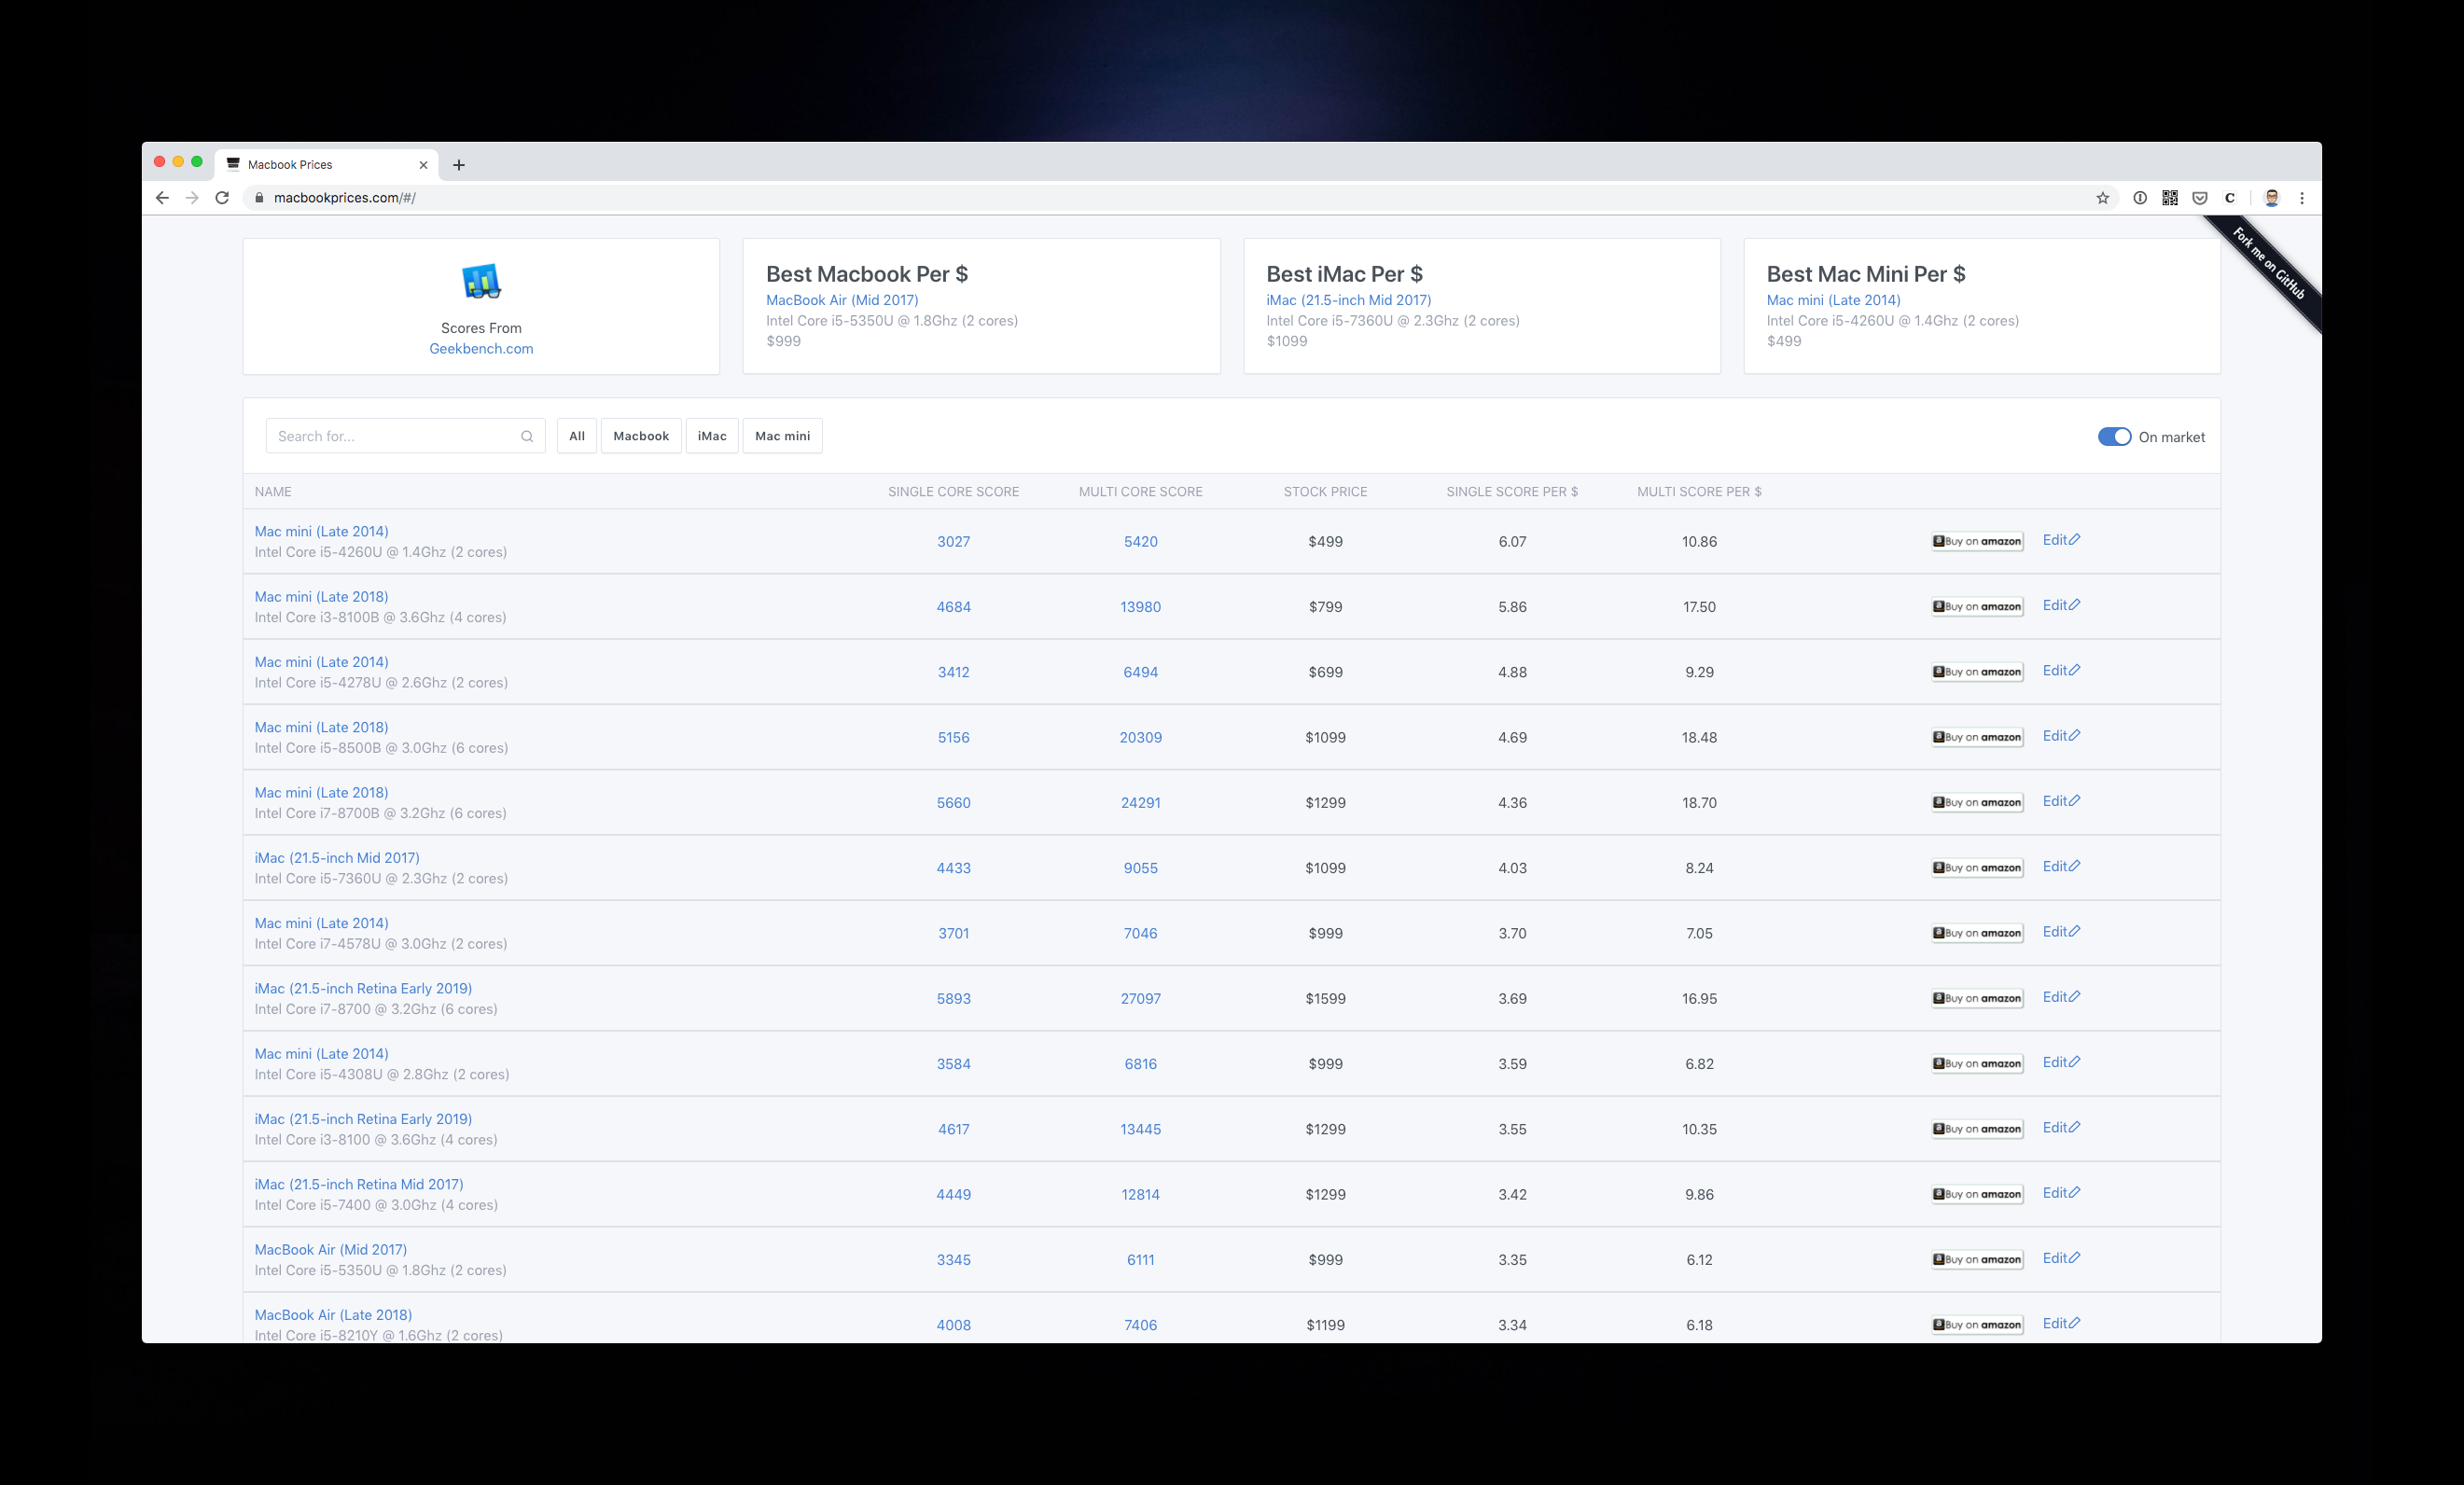 Macbook Prices
macbookprices.com/#/
Fork me on GitHub
Scores From
Geekbench.com
Best Macbook Per $
MacBook Air (Mid 2017)
Intel Core i5-5350U @ 1.8Ghz (2 cores)
$999
Best iMac Per $
iMac (21.5-inch Mid 2017)
Intel Core i5-7360U @ 2.3Ghz (2 cores)
$1099
Best Mac Mini Per $
Mac mini (Late 2014)
Intel Core i5-4260U @ 1.4Ghz (2 cores)
$499
Search for... All Macbook iMac Mac mini On market
NAME SINGLE CORE SCORE MULTI CORE SCORE STOCK PRICE SINGLE SCORE PER $ MULTI SCORE PER $
Mac mini (Late 2014)
Intel Core i5-4260U @ 1.4Ghz (2 cores)
3027 5420 $499 6.07 10.86 Buy on amazon Edit
Mac mini (Late 2018)
Intel Core i3-8100B @ 3.6Ghz (4 cores)
4684 13980 $799 5.86 17.50 Buy on amazon Edit
Mac mini (Late 2014)
Intel Core i5-4278U @ 2.6Ghz (2 cores)
3412 6494 $699 4.88 9.29 Buy on amazon Edit
Mac mini (Late 2018)
Intel Core i5-8500B @ 3.0Ghz (6 cores)
5156 20309 $1099 4.69 18.48 Buy on amazon Edit
Mac mini (Late 2018)
Intel Core i7-8700B @ 3.2Ghz (6 cores)
5660 24291 $1299 4.36 18.70 Buy on amazon Edit
iMac (21.5-inch Mid 2017)
Intel Core i5-7360U @ 2.3Ghz (2 cores)
4433 9055 $1099 4.03 8.24 Buy on amazon Edit
Mac mini (Late 2014)
Intel Core i7-4578U @ 3.0Ghz (2 cores)
3701 7046 $999 3.70 7.05 Buy on amazon Edit
iMac (21.5-inch Retina Early 2019)
Intel Core i7-8700 @ 3.2Ghz (6 cores)
5893 27097 $1599 3.69 16.95 Buy on amazon Edit
Mac mini (Late 2014)
Intel Core i5-4308U @ 2.8Ghz (2 cores)
3584 6816 $999 3.59 6.82 Buy on amazon Edit
iMac (21.5-inch Retina Early 2019)
Intel Core i3-8100 @ 3.6Ghz (4 cores)
4617 13445 $1299 3.55 10.35 Buy on amazon Edit
iMac (21.5-inch Retina Mid 2017)
Intel Core i5-7400 @ 3.0Ghz (4 cores)
4449 12814 $1299 3.42 9.86 Buy on amazon Edit
MacBook Air (Mid 2017)
Intel Core i5-5350U @ 1.8Ghz (2 cores)
3345 6111 $999 3.35 6.12 Buy on amazon Edit
MacBook Air (Late 2018)
Intel Core i5-8210Y @ 1.6Ghz (2 cores)
4008 7406 $1199 3.34 6.18 Buy on amazon Edit